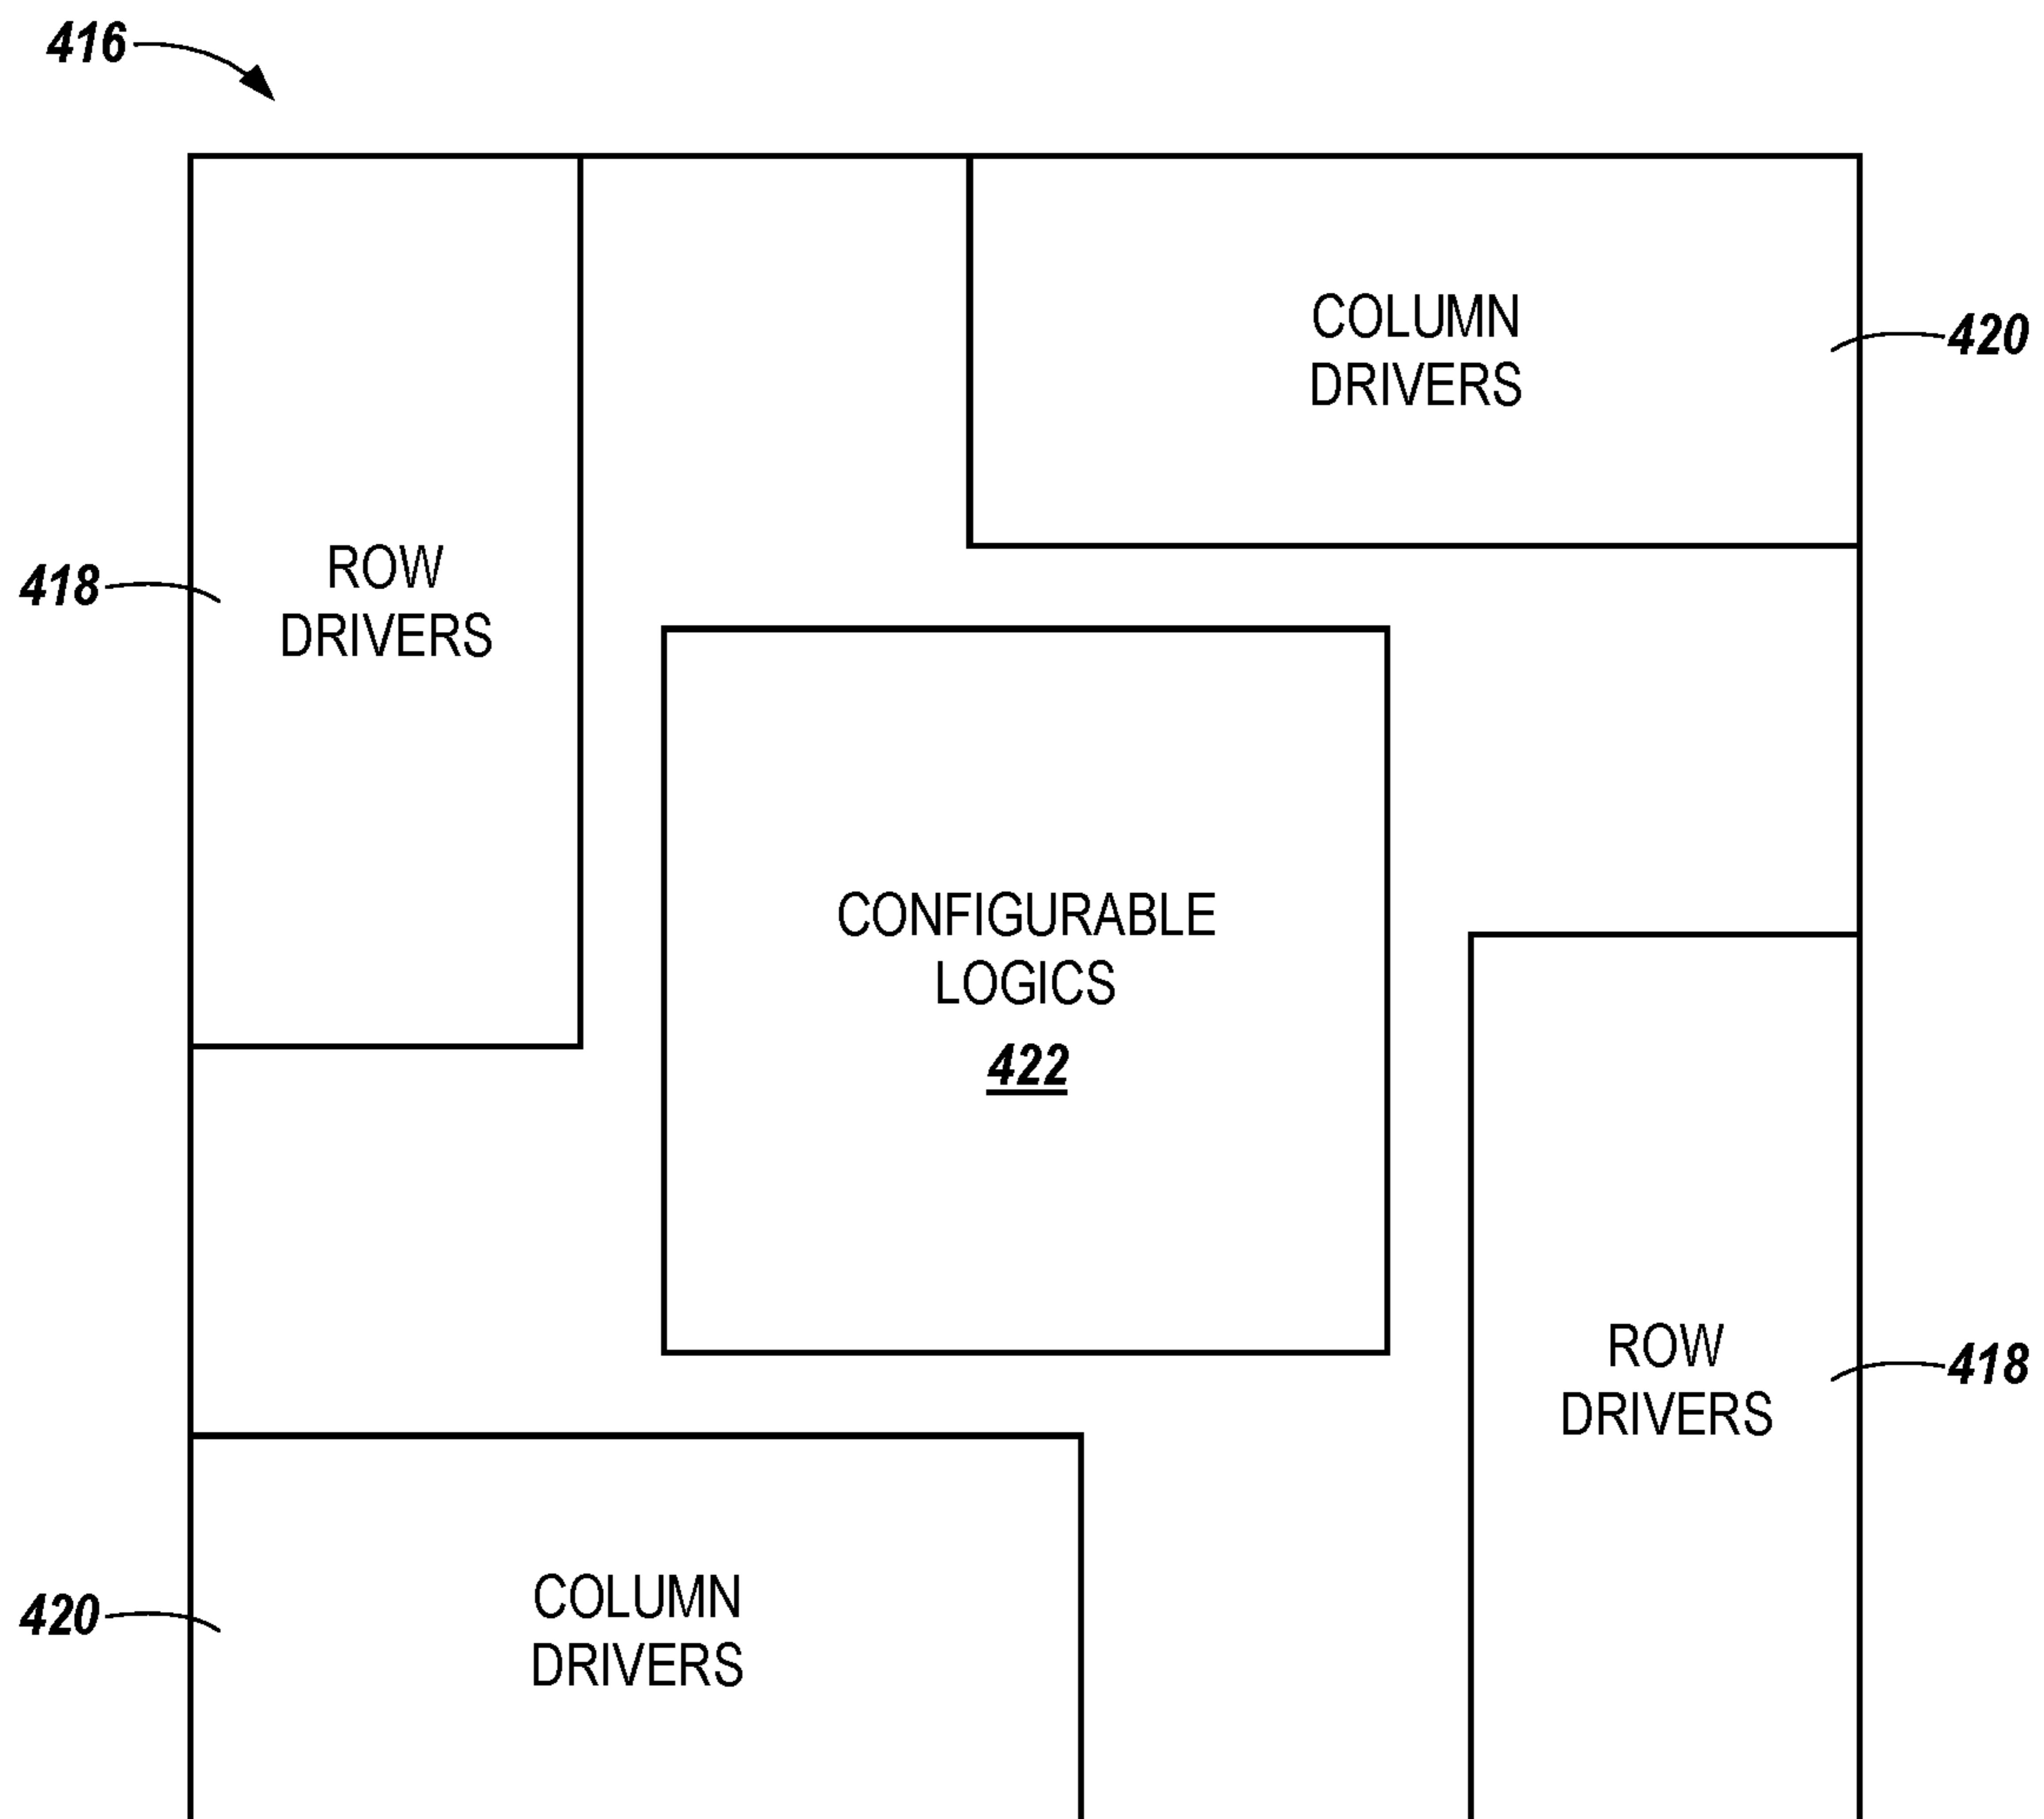 416
COLUMN
DRIVERS
420
ROW
DRIVERS
418
CONFIGURABLE
LOGICS
422
ROW
DRIVERS
418
COLUMN
DRIVERS
420